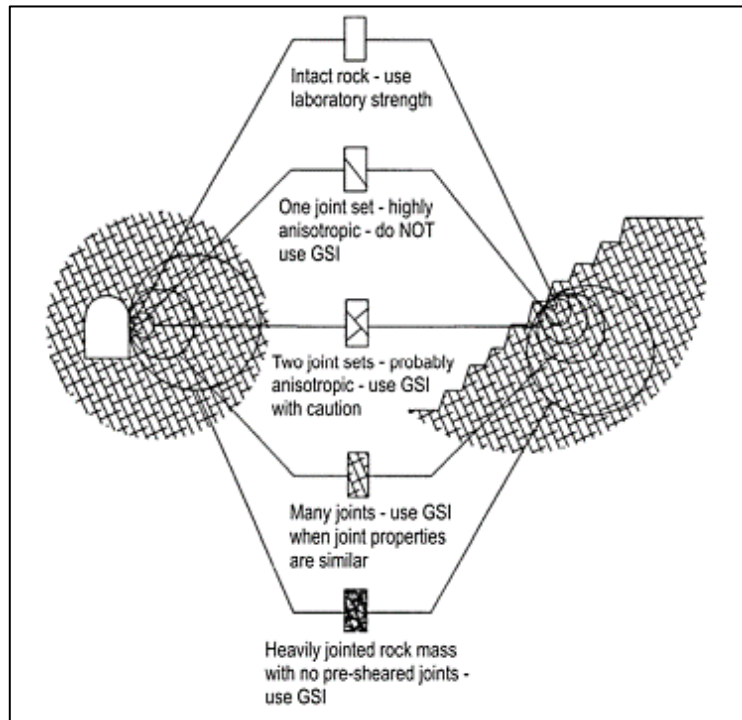 Intact rock - use
laboratory strength
One joint set - highly
anisotropic - do NOT
use GSI
Two joint sets - probably
anisotropic - use GSI
with caution
Many joints - use GSI
when joint properties
are similar
Heavily jointed rock mass
with no pre-sheared joints -
use GSI